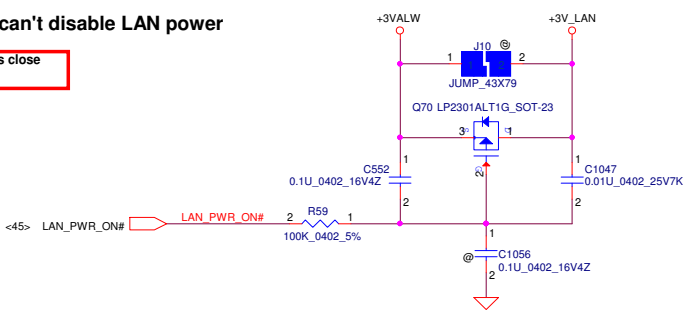 can't disable LAN power
s close
+3VALW
+3V_LAN
J10 @
1 1 2 2
JUMP_43X79
Q70 LP2301ALT1G_SOT-23
3 1
2
C552
0.1U_0402_16V4Z
1
2
1
2
C1047
0.01U_0402_25V7K
<45> LAN_PWR_ON#
LAN_PWR_ON#
2 R59 1
100K_0402_5%
1
@ C1056
0.1U_0402_16V4Z
2